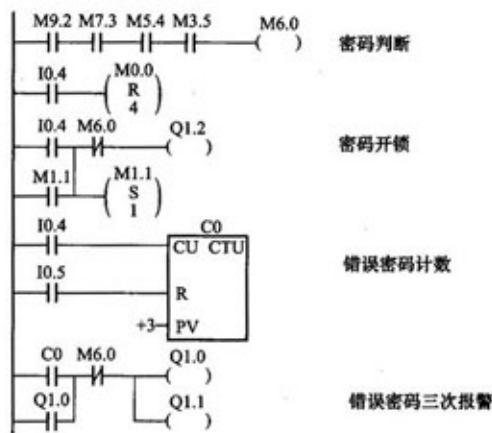 M9.2 M7.3 M5.4 M3.5 M6.0
密码判断
I0.4 M0.0
R
4
I0.4 M6.0 Q1.2
密码开锁
M1.1 M1.1
S
1
I0.4 C0
CU CTU
错误密码计数
I0.5
R
+3 PV
C0 M6.0 Q1.0
Q1.0 Q1.1
错误密码三次报警